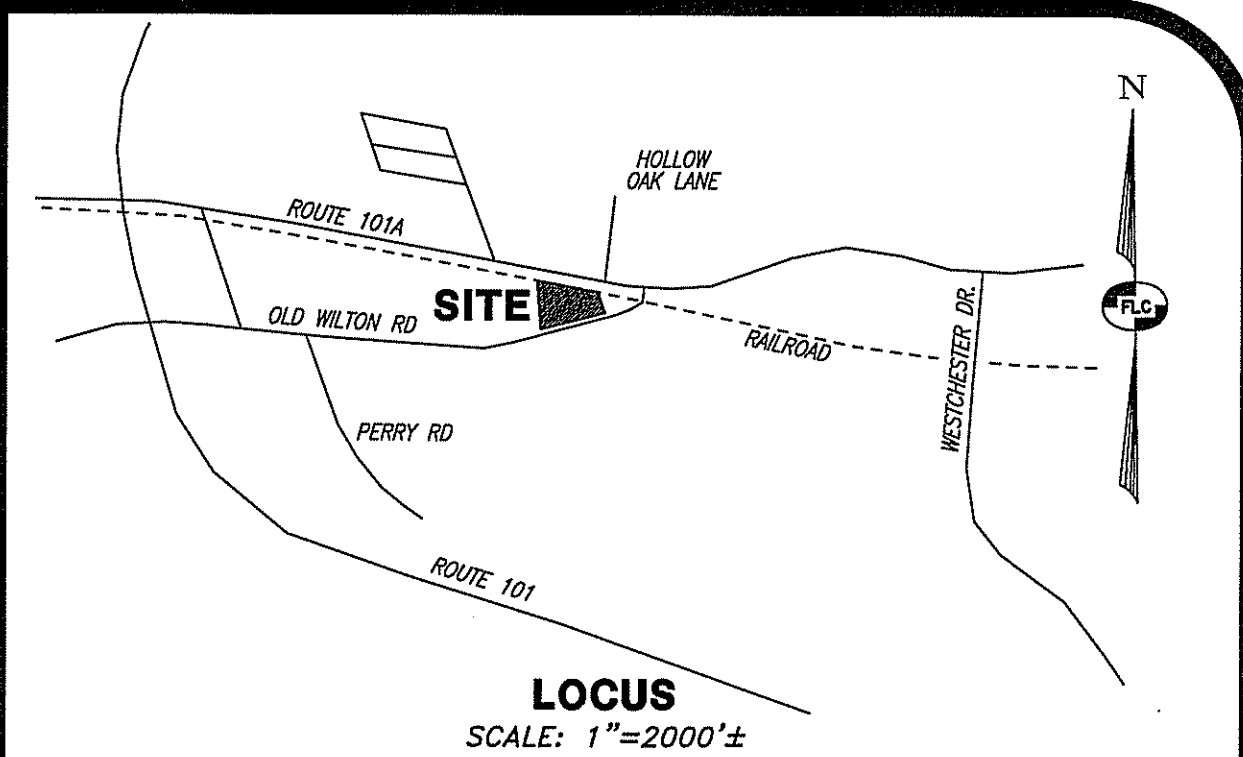 N
HOLLOW
OAK LANE
ROUTE 101A
SITE
OLD WILTON RD
FLC
RAILROAD
WESTCHESTER DR.
PERRY RD
ROUTE 101
LOCUS
SCALE: 1"=2000'±